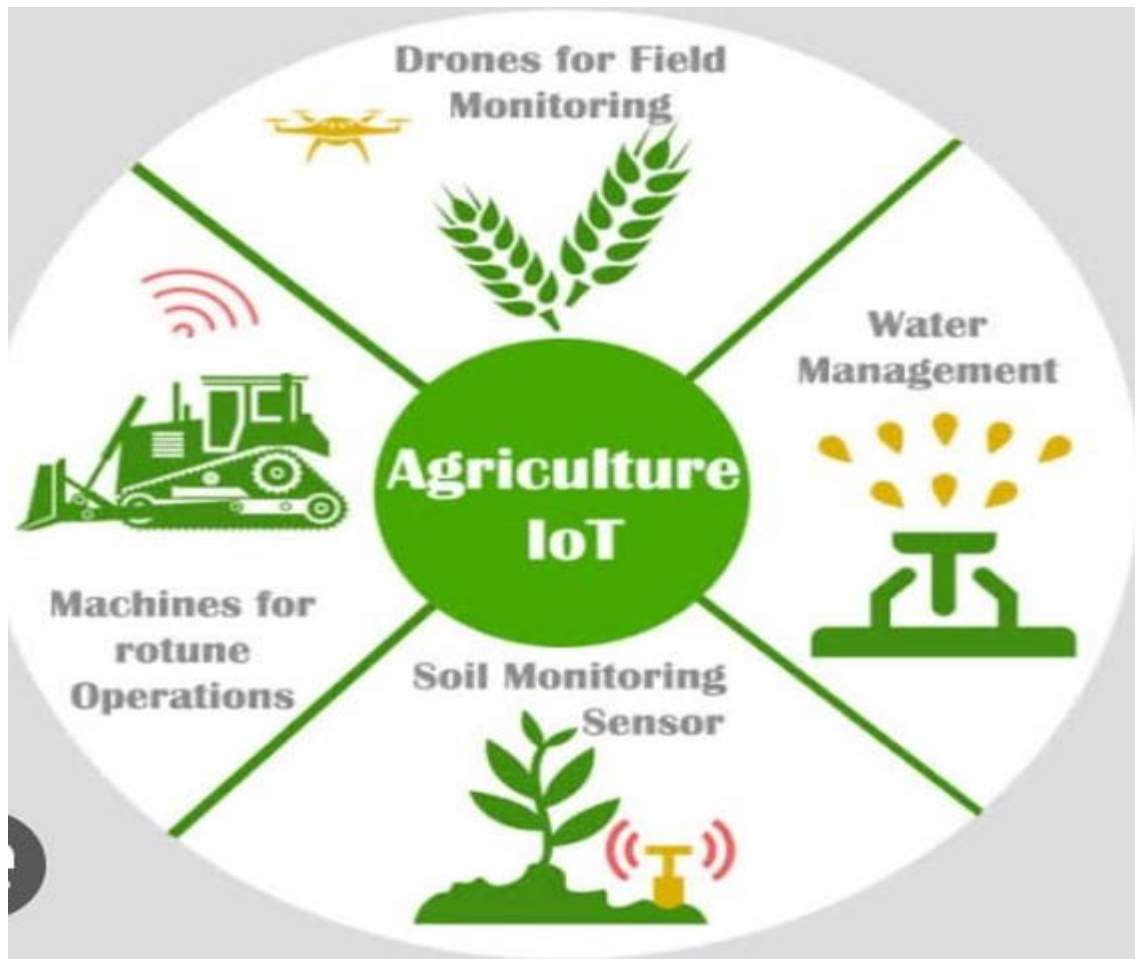 Drones for Field
Monitoring
Water
Management
Agriculture
IoT
Machines for
rotune
Operations
Soil Monitoring
Sensor